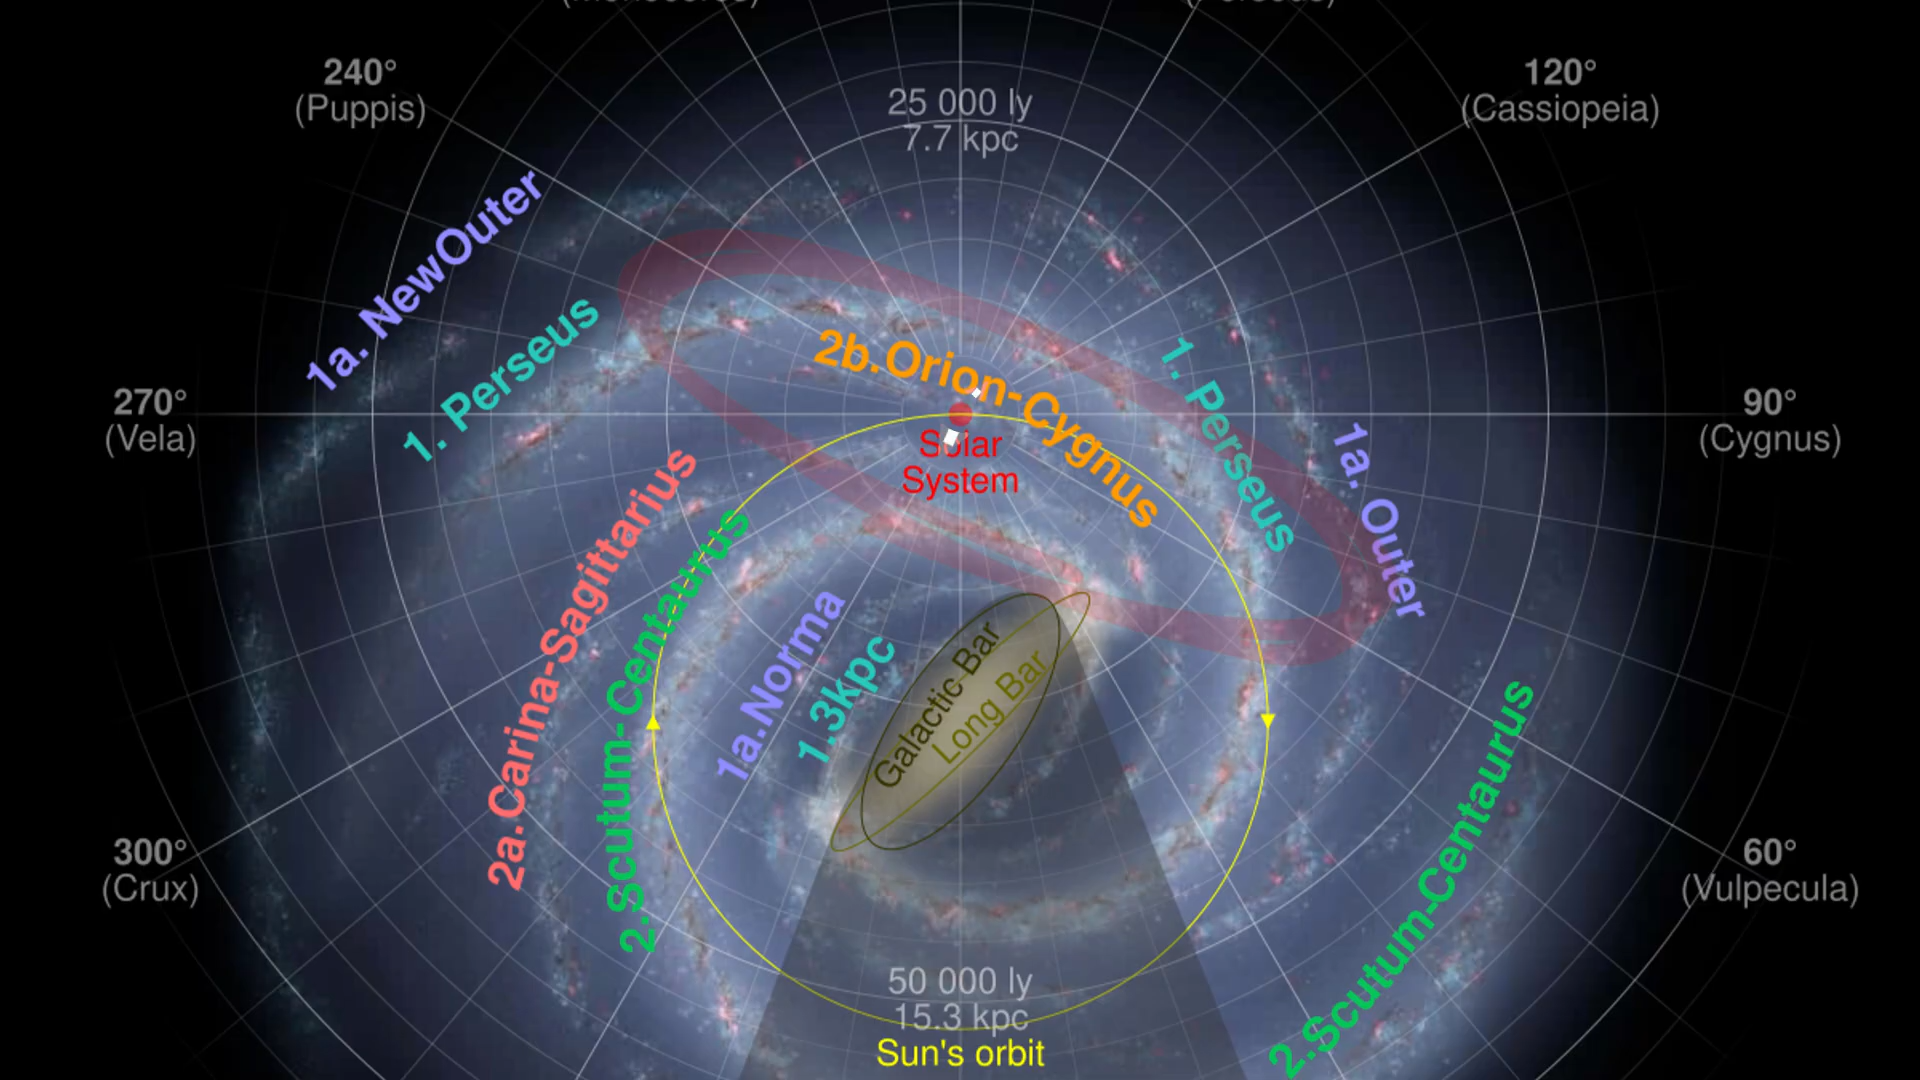 240°
(Puppis)
25 000 ly
7.7 kpc
120°
(Cassiopeia)
1a. NewOuter
1. Perseus
2b.Orion-Cygnus
1. Perseus
1a. Outer
270°
(Vela)
90°
(Cygnus)
Solar
System
2a.Carina-Sagittarius
2.Scutum-Centaurus
1a.Norma
1.3kpc
Galactic Bar
Long Bar
2.Scutum-Centaurus
300°
(Crux)
60°
(Vulpecula)
50 000 ly
15.3 kpc
Sun's orbit